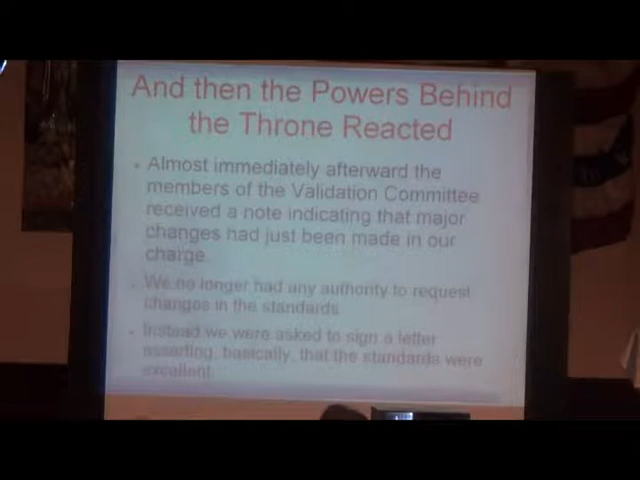 And then the Powers Behind
the Throne Reacted
Almost immediately afterward the
members of the Validation Committee
received a note indicating that major
changes had just been made in our
charge.
We no longer had any authority to request
changes in the standards.
Instead we were asked to sign a letter
asserting, basically, that the standards were
excellent.